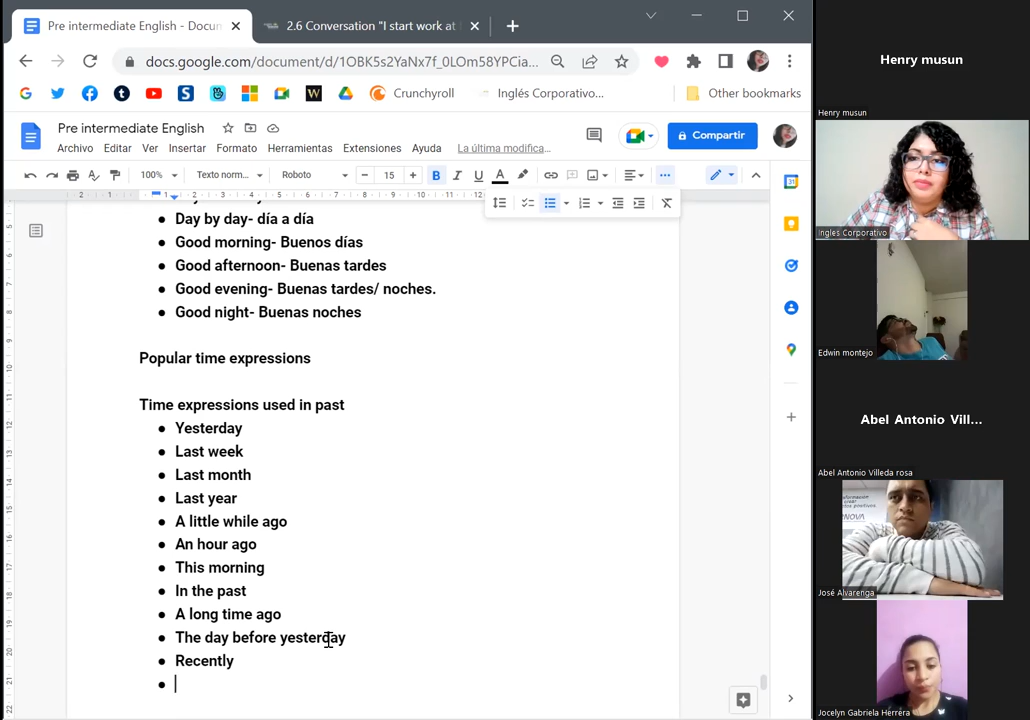 Pre intermediate English - Docun
2.6 Conversation "I start work at
docs.google.com/document/d/1OBK5s2YaNx7f_0LOm58YPCia...
Crunchyroll
Inglés Corporativo...
Other bookmarks
Pre intermediate English
Archivo Editar Ver Insertar Formato Herramientas Extensiones Ayuda La última modifica...
Compartir
100% Texto norm... Roboto 15
Day by day- día a día
Good morning- Buenos días
Good afternoon- Buenas tardes
Good evening- Buenas tardes/ noches.
Good night- Buenas noches
Popular time expressions
Time expressions used in past
Yesterday
Last week
Last month
Last year
A little while ago
An hour ago
This morning
In the past
A long time ago
The day before yesterday
Recently
Henry musun
Henry musun
Ingles Corporativo
Edwin montejo
Abel Antonio Vill...
Abel Antonio Villeda rosa
José Alvarenga
Jocelyn Gabriela Herrera